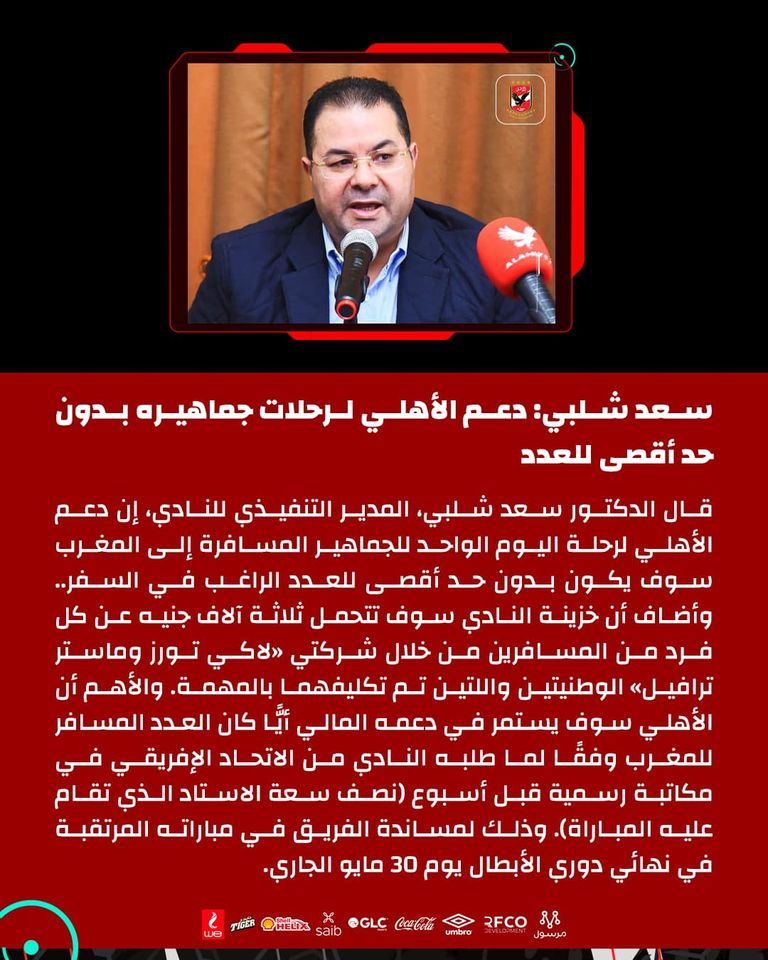 ALAHLY
سعد شلبي: دعم الأهلي لرحلات جماهيره بدون
حد أقصى للعدد
قال الدكتور سعد شلبي، المدير التنفيذي للنادي، إن دعم
الأهلي لرحلة اليوم الواحد للجماهير المسافرة إلى المغرب
سوف يكون بدون حد أقصى للعدد الراغب في السفر..
وأضاف أن خزينة النادي سوف تتحمل ثلاثة آلاف جنيه عن كل
فرد من المسافرين من خلال شركتي «لاكي تورز وماستر
ترافيل» الوطنيتين واللتين تم تكليفهما بالمهمة. والأهم أن
الأهلي سوف يستمر في دعمه المالي أيًّا كان العدد المسافر
للمغرب وفقًا لما طلبه النادي من الاتحاد الإفريقي في
مكاتبة رسمية قبل أسبوع (نصف سعة الاستاد الذي تقام
عليه المباراة). وذلك لمساندة الفريق في مباراته المرتقبة
في نهائي دوري الأبطال يوم 30 مايو الجاري.
we TIGER Shell HELIX saib GLC Coca-Cola umbro RFCO DEVELOPMENT مرسول